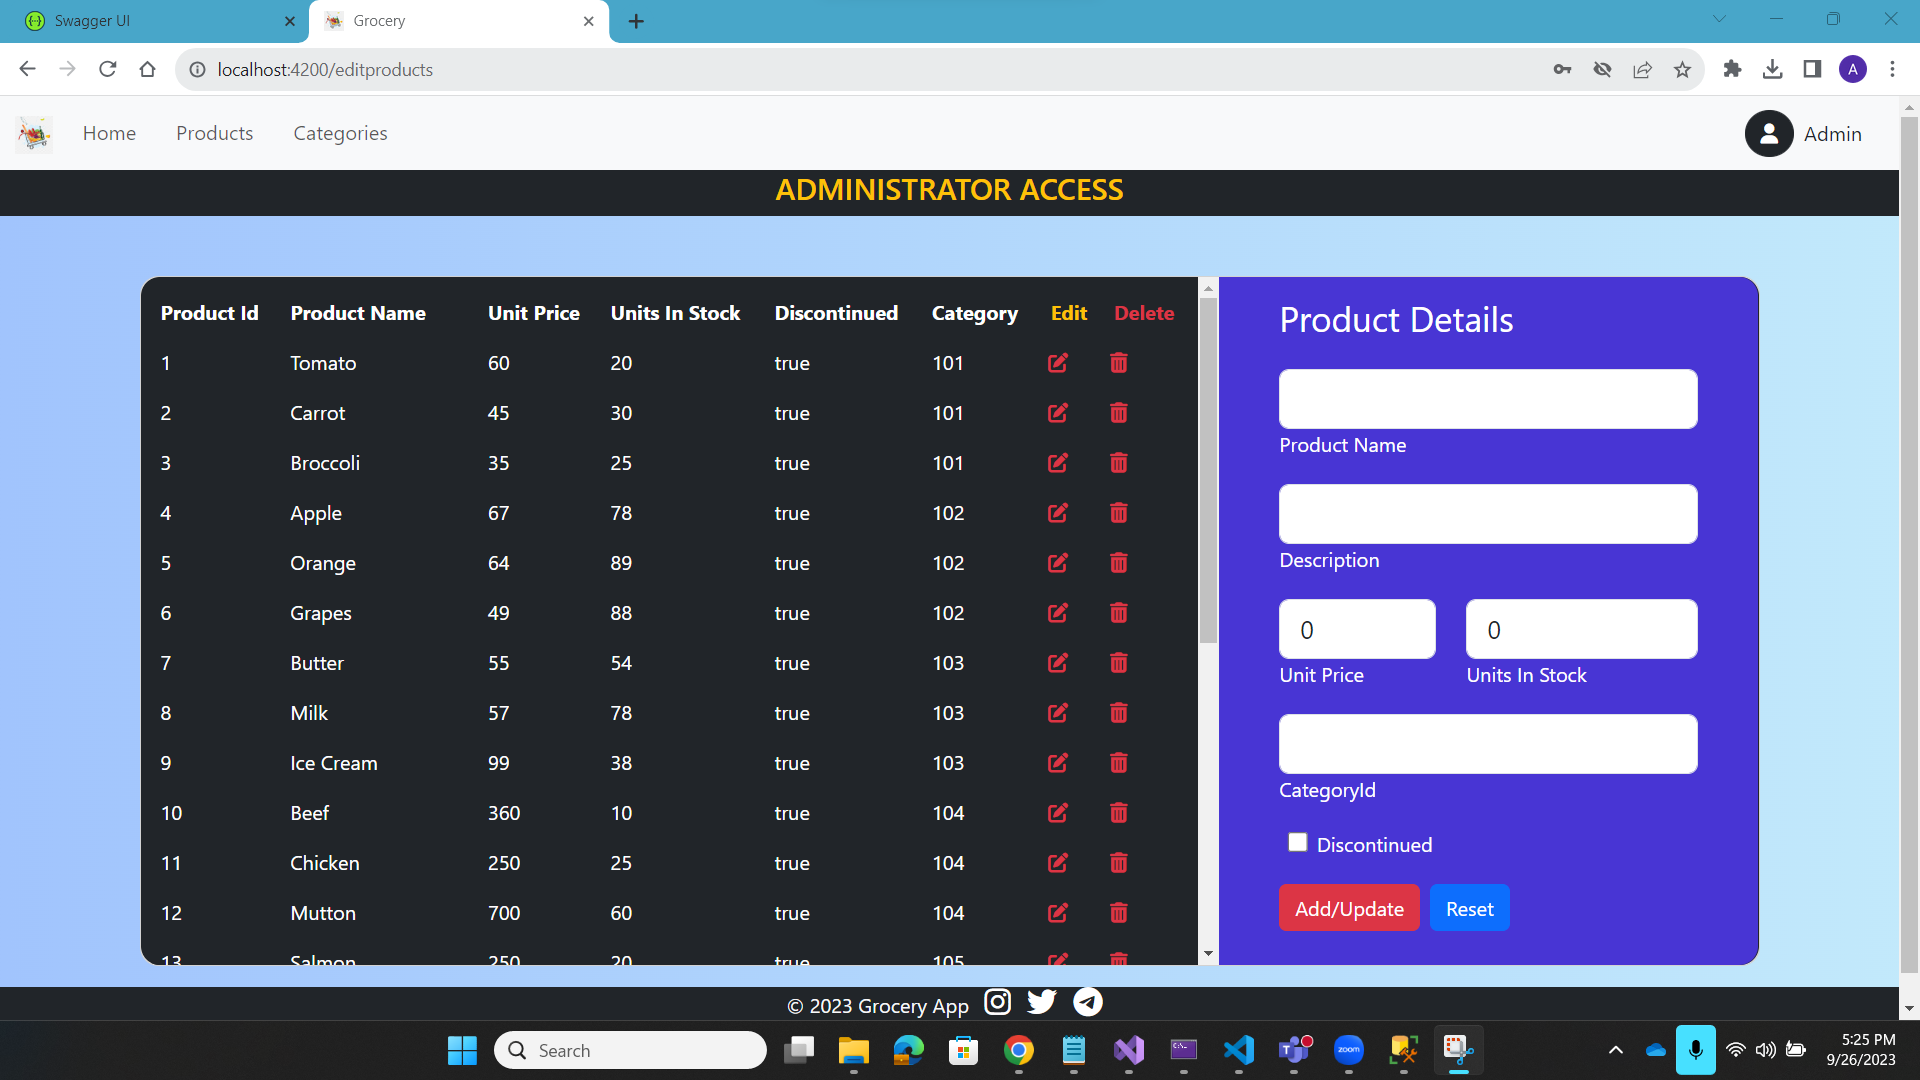 Swagger UI
Grocery
localhost:4200/editproducts
A
Home Products Categories
Admin
ADMINISTRATOR ACCESS
Product Id Product Name Unit Price Units In Stock Discontinued Category Edit Delete
1 Tomato 60 20 true 101
2 Carrot 45 30 true 101
3 Broccoli 35 25 true 101
4 Apple 67 78 true 102
5 Orange 64 89 true 102
6 Grapes 49 88 true 102
7 Butter 55 54 true 103
8 Milk 57 78 true 103
9 Ice Cream 99 38 true 103
10 Beef 360 10 true 104
11 Chicken 250 25 true 104
12 Mutton 700 60 true 104
13 Salmon 250 20 true 105
Product Details
Product Name
Description
0 0
Unit Price Units In Stock
CategoryId
Discontinued
Add/Update Reset
© 2023 Grocery App
Search
zoom
5:25 PM
9/26/2023